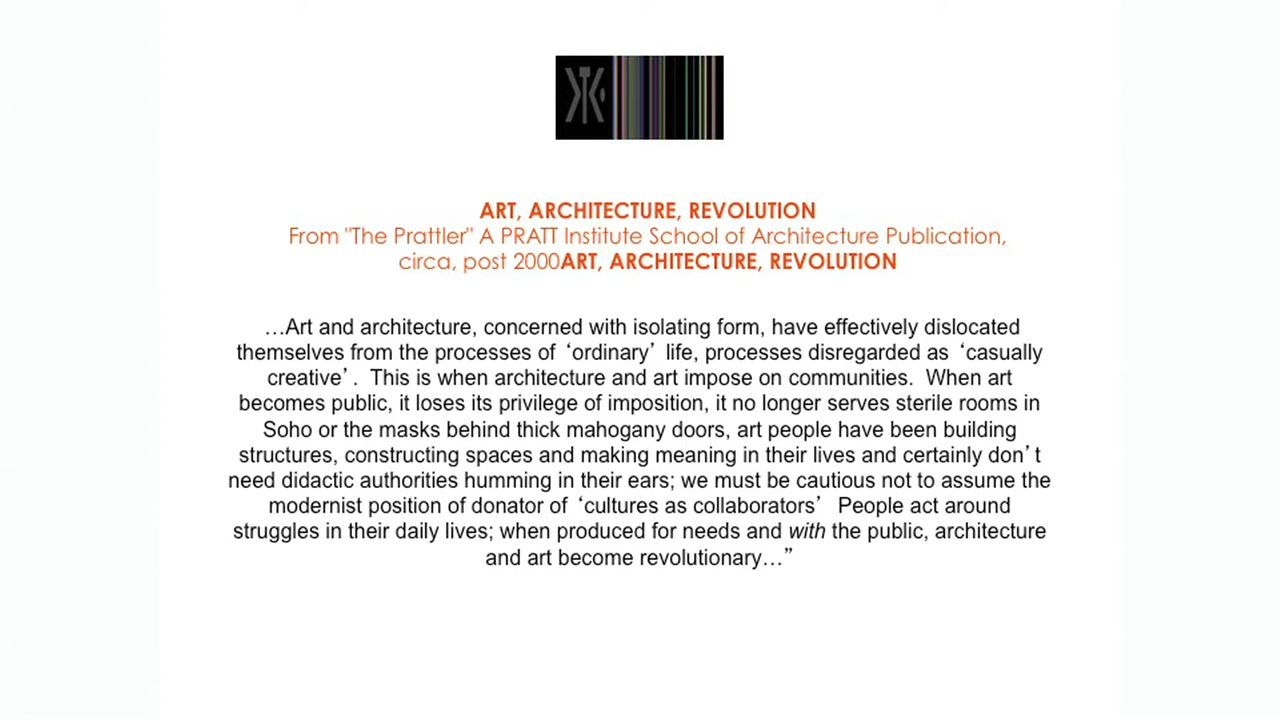 ART, ARCHITECTURE, REVOLUTION
From "The Prattler" A PRATT Institute School of Architecture Publication,
circa, post 2000ART, ARCHITECTURE, REVOLUTION
…Art and architecture, concerned with isolating form, have effectively dislocated
themselves from the processes of ‘ordinary’ life, processes disregarded as ‘casually
creative’. This is when architecture and art impose on communities. When art
becomes public, it loses its privilege of imposition, it no longer serves sterile rooms in
Soho or the masks behind thick mahogany doors, art people have been building
structures, constructing spaces and making meaning in their lives and certainly don’t
need didactic authorities humming in their ears; we must be cautious not to assume the
modernist position of donator of ‘cultures as collaborators’ People act around
struggles in their daily lives; when produced for needs and with the public, architecture
and art become revolutionary…”